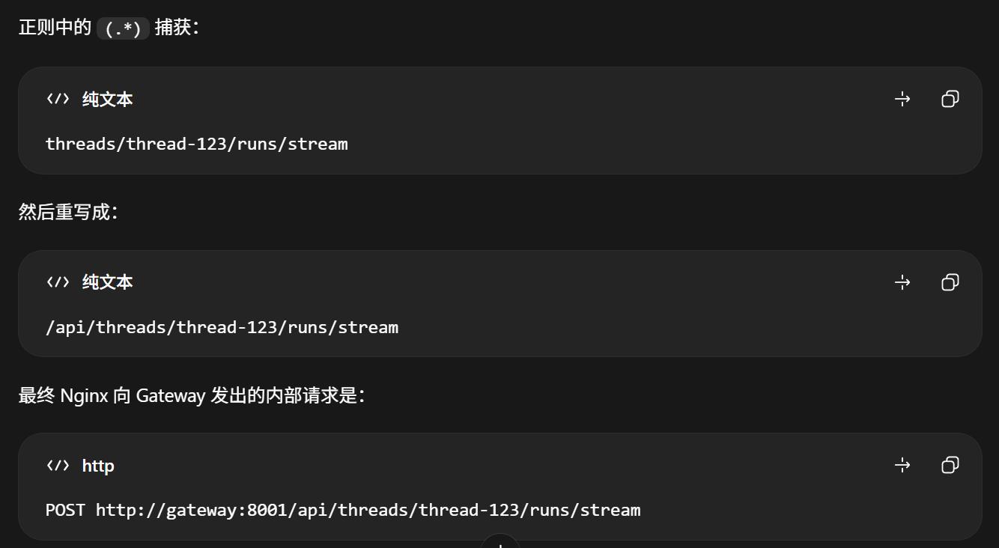 正则中的 (.*) 捕获：
纯文本
threads/thread-123/runs/stream
然后重写成：
纯文本
/api/threads/thread-123/runs/stream
最终 Nginx 向 Gateway 发出的内部请求是：
http
POST http://gateway:8001/api/threads/thread-123/runs/stream